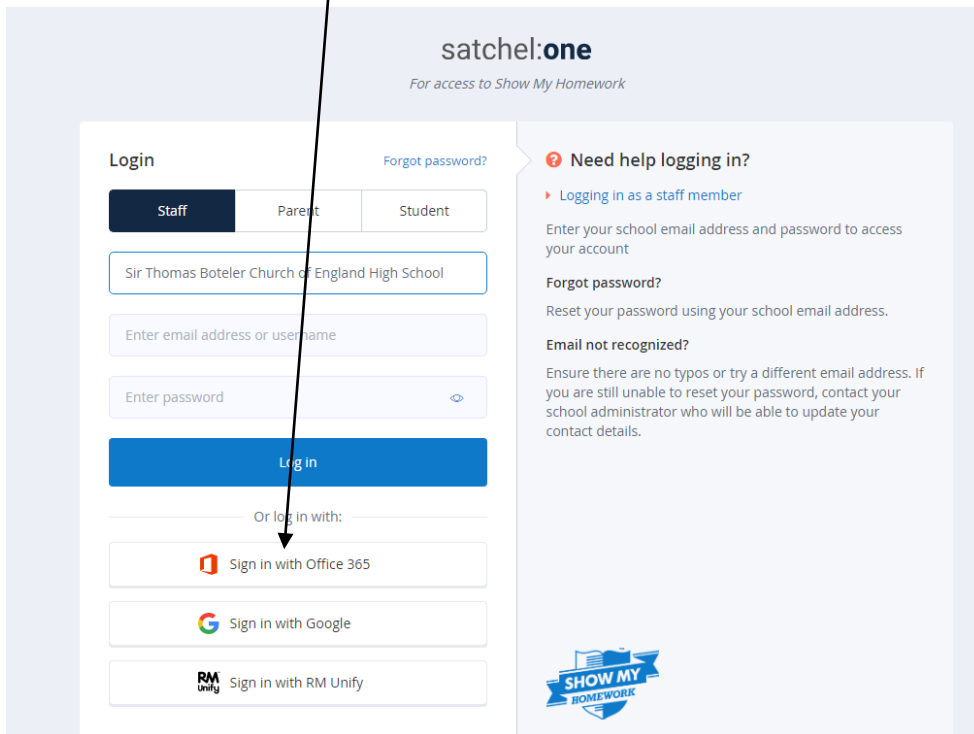 satchel:one
For access to Show My Homework
Login
Forgot password?
Staff
Parent
Student
Sir Thomas Boteler Church of England High School
Enter email address or username
Enter password
Log in
Or log in with:
Sign in with Office 365
Sign in with Google
RM Unify
Sign in with RM Unify
Need help logging in?
Logging in as a staff member
Enter your school email address and password to access
your account
Forgot password?
Reset your password using your school email address.
Email not recognized?
Ensure there are no typos or try a different email address. If
you are still unable to reset your password, contact your
school administrator who will be able to update your
contact details.
SHOW MY
HOMEWORK